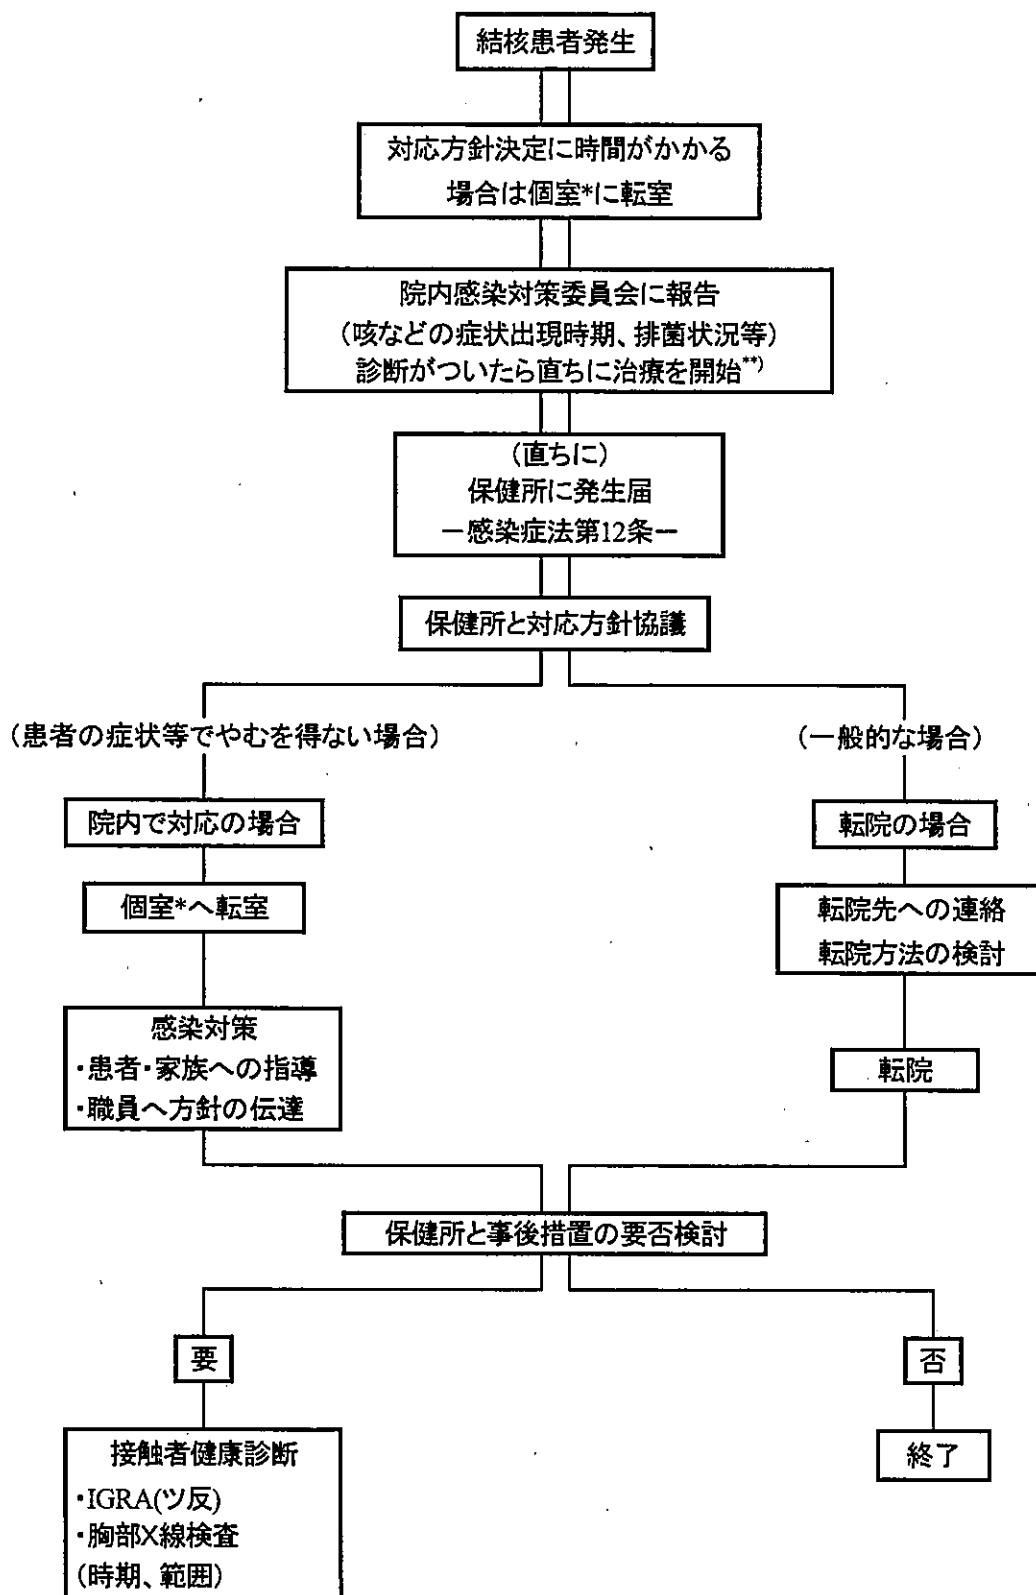 結核患者発生
対応方針決定に時間がかかる
場合は個室*に転室
院内感染対策委員会に報告
(咳などの症状出現時期、排菌状況等)
診断がついたら直ちに治療を開始**)
(直ちに)
保健所に発生届
－感染症法第12条－
保健所と対応方針協議
(患者の症状等でやむを得ない場合)
院内で対応の場合
個室*へ転室
感染対策
・患者・家族への指導
・職員へ方針の伝達
(一般的な場合)
転院の場合
転院先への連絡
転院方法の検討
転院
保健所と事後措置の要否検討
要
接触者健康診断
・IGRA(ツ反)
・胸部X線検査
(時期、範囲)
否
終了